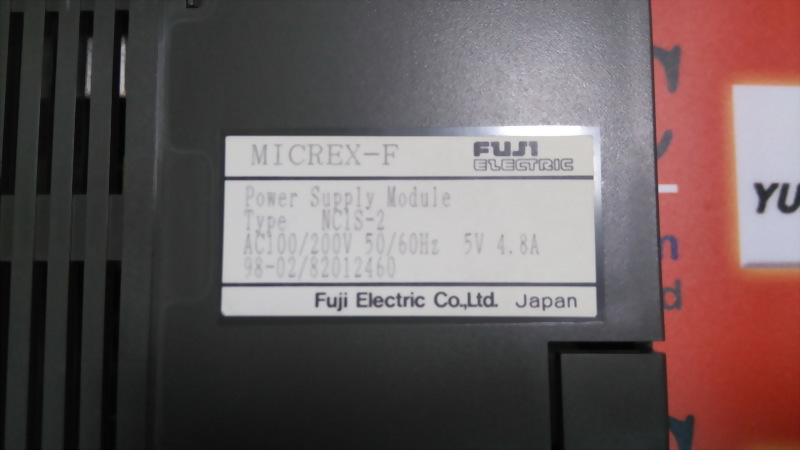 MICREX-F
FUJI
ELECTRIC
Power Supply Module
Type NC1S-2
AC100/200V 50/60Hz 5V 4.8A
98-02/82012460
Fuji Electric Co.,Ltd. Japan
YU